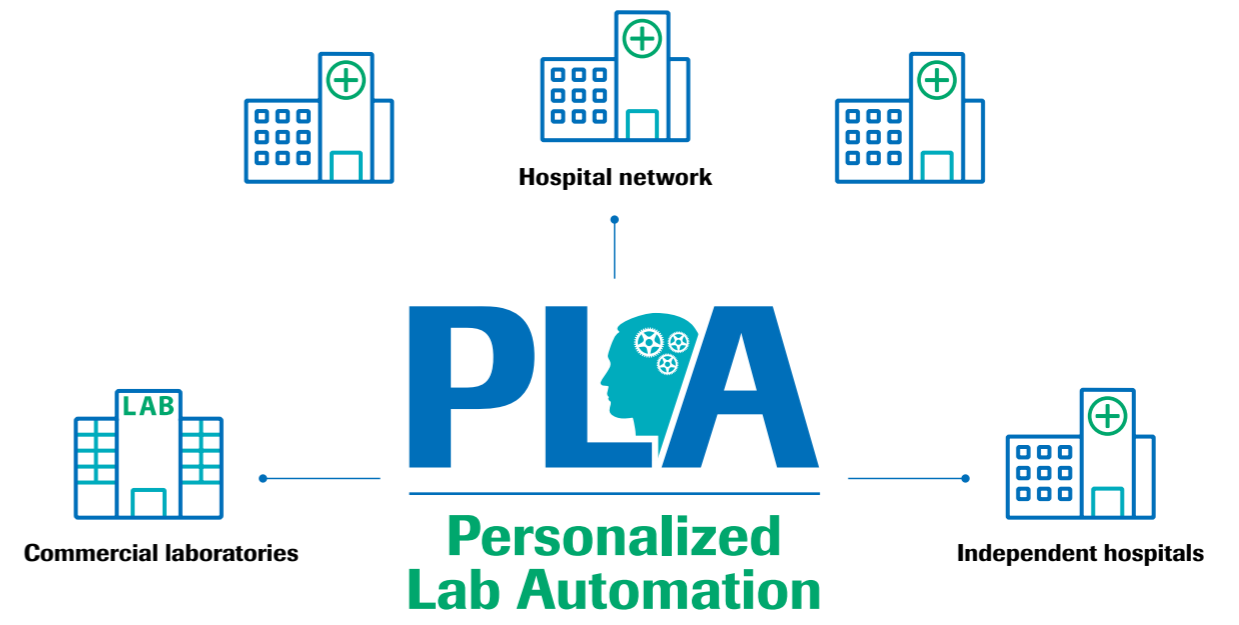 Hospital network
PLA
LAB
Commercial laboratories
Personalized
Lab Automation
Independent hospitals